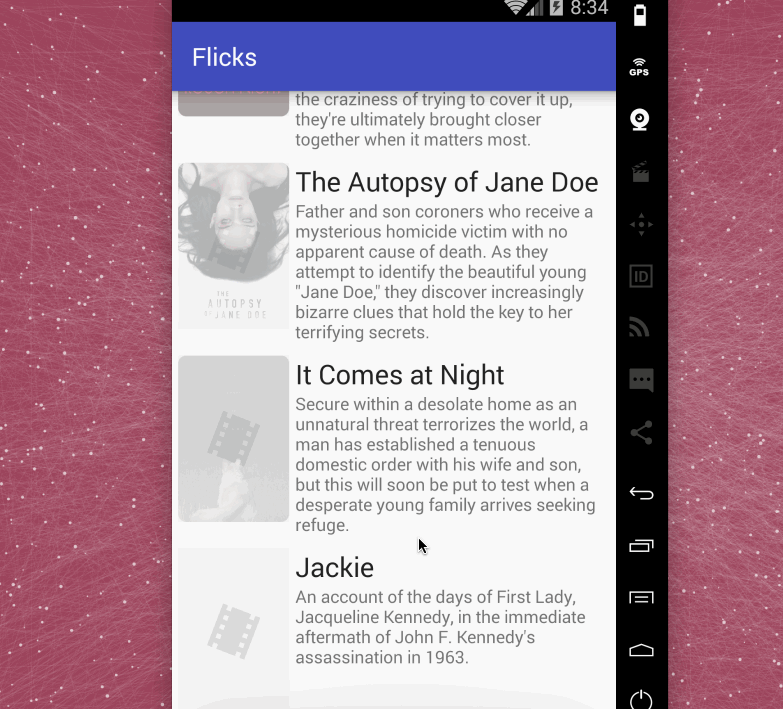 8:34
Flicks
GPS
the craziness of trying to cover it up,
they're ultimately brought closer
together when it matters most.
The Autopsy of Jane Doe
Father and son coroners who receive a
mysterious homicide victim with no
apparent cause of death. As they
attempt to identify the beautiful young
"Jane Doe," they discover increasingly
bizarre clues that hold the key to her
terrifying secrets.
THE
AUTOPSY
OF JANE DOE
ID
It Comes at Night
Secure within a desolate home as an
unnatural threat terrorizes the world, a
man has established a tenuous
domestic order with his wife and son,
but this will soon be put to test when a
desperate young family arrives seeking
refuge.
Jackie
An account of the days of First Lady,
Jacqueline Kennedy, in the immediate
aftermath of John F. Kennedy's
assassination in 1963.